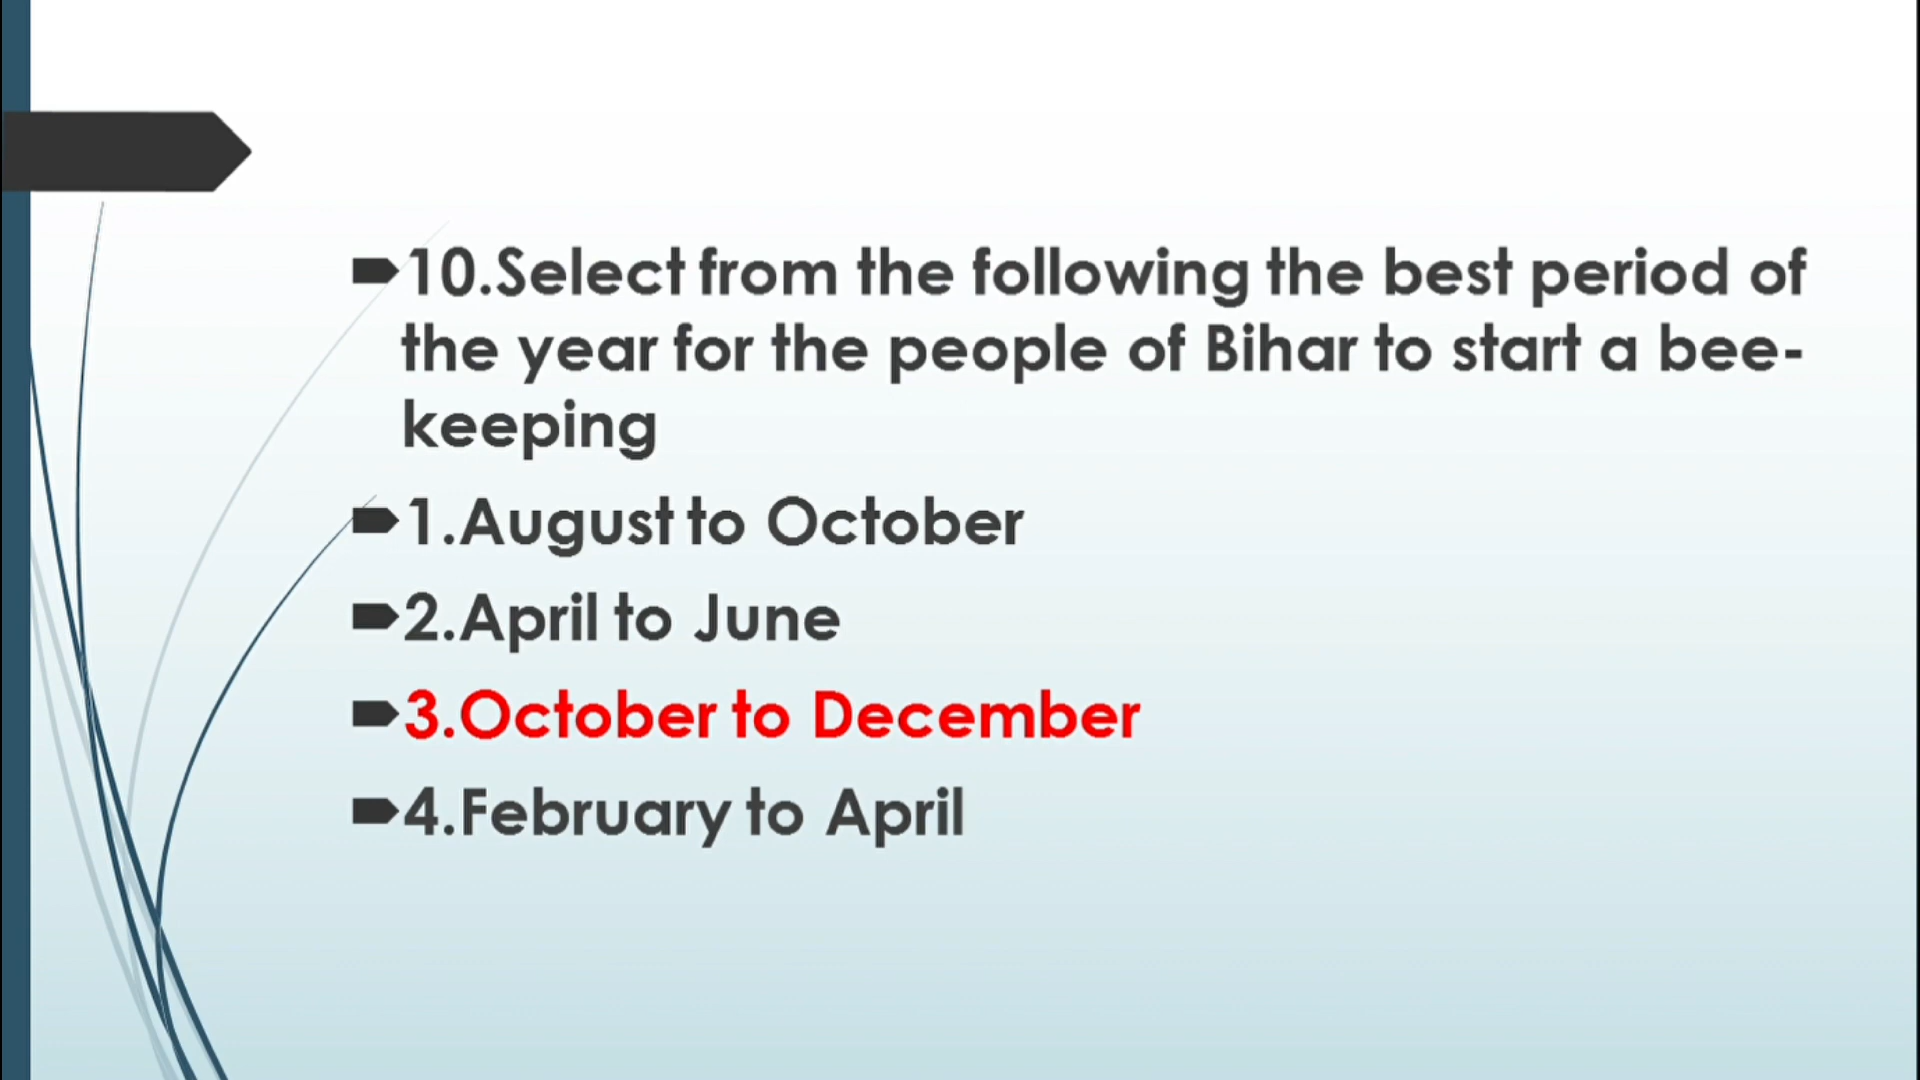 10.Select from the following the best period of
the year for the people of Bihar to start a bee-
keeping
1.August to October
2.April to June
3.October to December
4.February to April